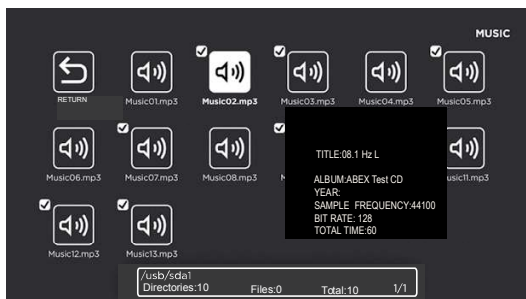 MUSIC
RETURN
Music01.mp3
Music02.mp3
Music03.mp3
Music04.mp3
Music05.mp3
Music06.mp3
Music07.mp3
Music08.mp3
TITLE:08.1 Hz L
ALBUM:ABEX Test CD
YEAR:
SAMPLE FREQUENCY:44100
BIT RATE: 128
TOTAL TIME:60
usic11.mp3
Music12.mp3
Music13.mp3
/usb/sda1
Directories:10 Files:0 Total:10 1/1